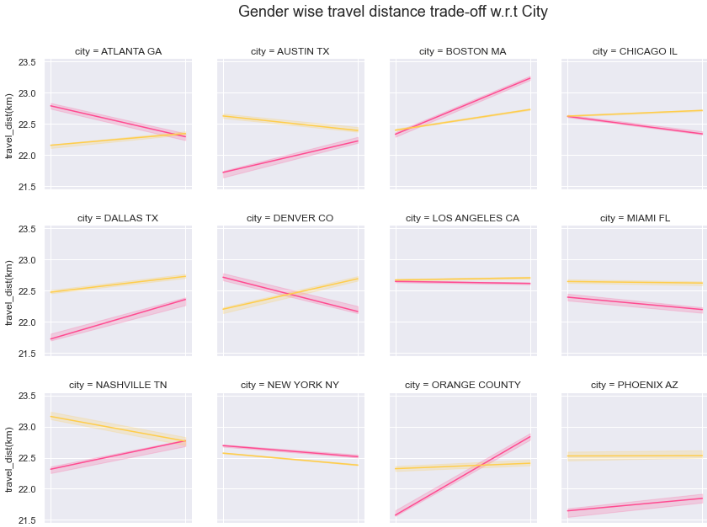 Gender wise travel distance trade-off w.r.t City
city = ATLANTA GA
city = AUSTIN TX
city = BOSTON MA
city = CHICAGO IL
23.5
23.0
22.5
22.0
21.5
travel_dist(km)
city = DALLAS TX
city = DENVER CO
city = LOS ANGELES CA
city = MIAMI FL
23.5
23.0
22.5
22.0
21.5
travel_dist(km)
city = NASHVILLE TN
city = NEW YORK NY
city = ORANGE COUNTY
city = PHOENIX AZ
23.5
23.0
22.5
22.0
21.5
travel_dist(km)